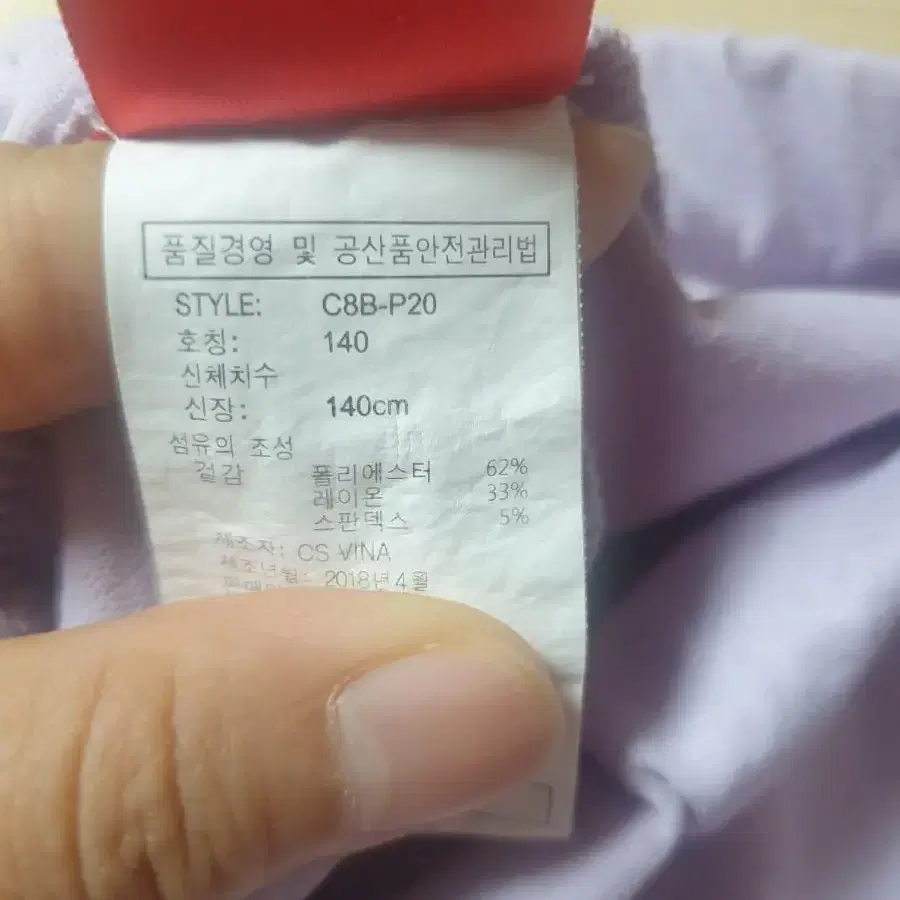 품질경영 및 공산품안전관리법
STYLE: C8B-P20
호칭: 140
신체치수
신장: 140cm
섬유의 조성
겉감 폴리에스터 62%
레이온 33%
스판덱스 5%
제조자: CS VINA
제조년월: 2018년 4월